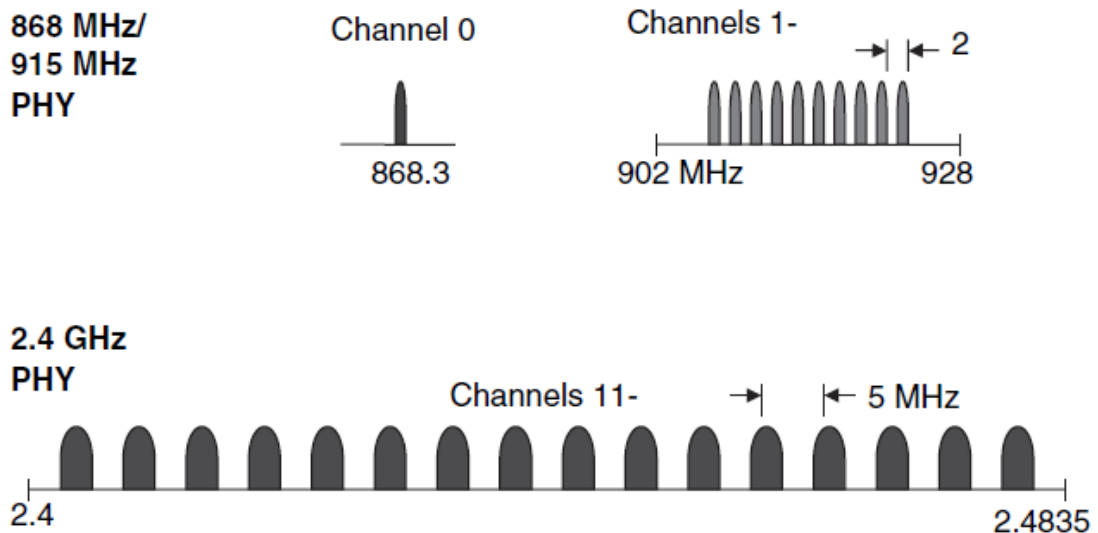 868 MHz/
915 MHz
PHY
Channel 0
Channels 1-
2
868.3
902 MHz
928
2.4 GHz
PHY
Channels 11-
5 MHz
2.4
2.4835